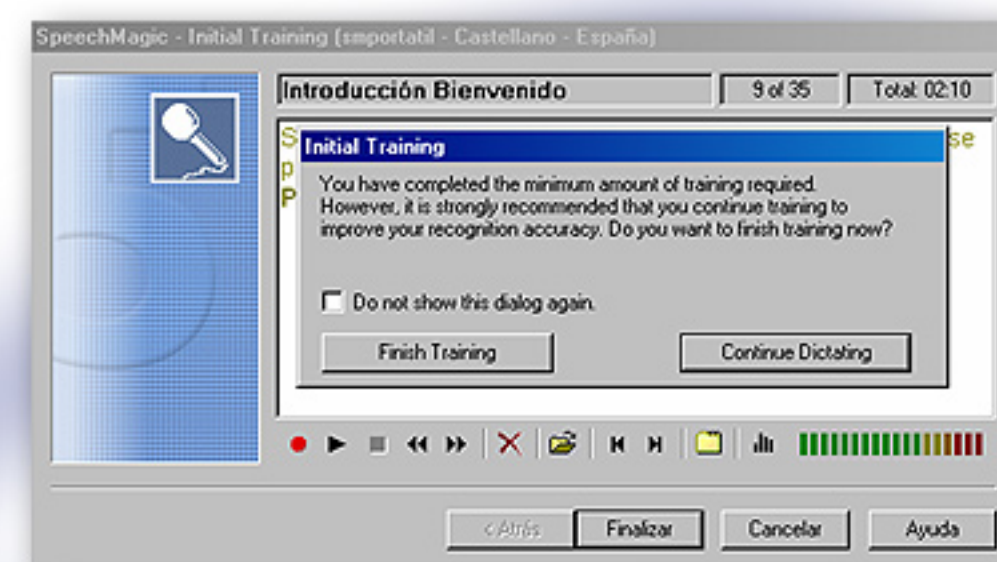 SpeechMagic - Initial Training (smportatil - Castellano - España)
Introducción Bienvenido
9 of 35
Total: 02:10
S
se
p
P
Initial Training
You have completed the minimum amount of training required.
However, it is strongly recommended that you continue training to
improve your recognition accuracy. Do you want to finish training now?
Do not show this dialog again.
Finish Training
Continue Dictating
< Atrás
Finalizar
Cancelar
Ayuda